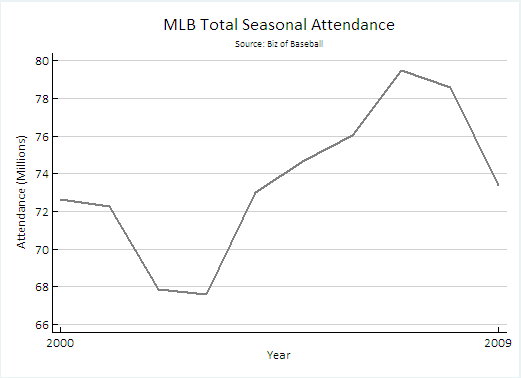 MLB Total Seasonal Attendance
Source: Biz of Baseball
Attendance (Millions)
80
78
76
74
72
70
68
66
2000
2009
Year